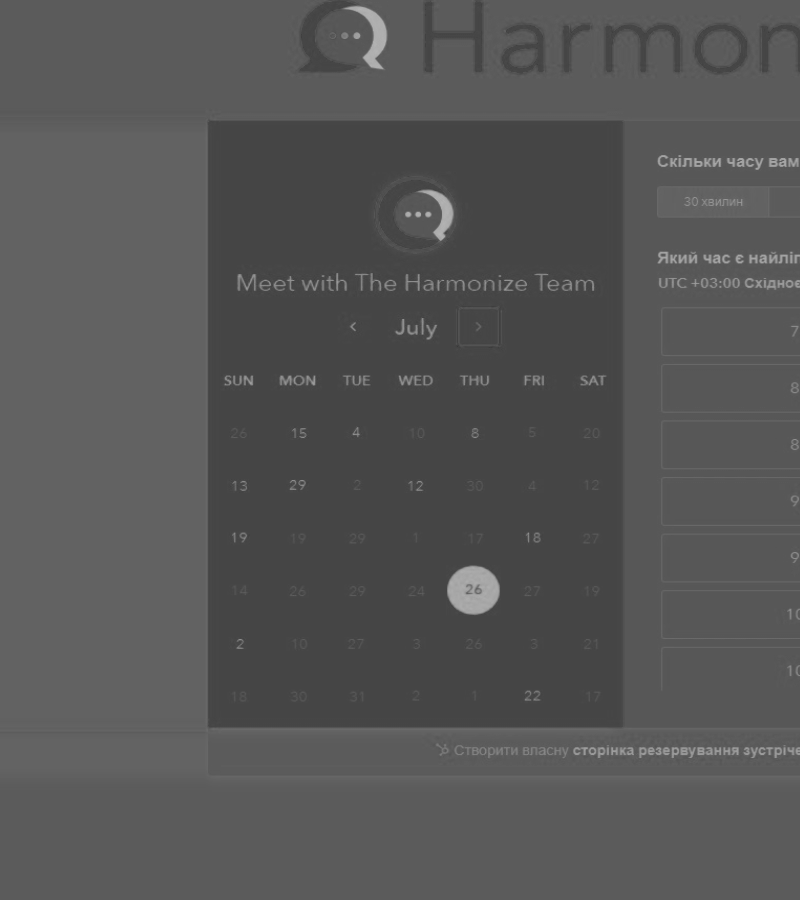 Harmon
Meet with The Harmonize Team
‹ July ›
SUN MON TUE WED THU FRI SAT
26 15 4 10 8 5 20
13 29 2 12 30 4 12
19 19 29 1 17 18 27
14 26 29 24 26 27 19
2 10 27 3 26 3 21
18 30 31 2 1 22 17
Скільки часу вам
30 хвилин
Який час є найліп
UTC +03:00 Східноє
7
8
8
9
9
10
10
Створити власну сторінка резервування зустріче